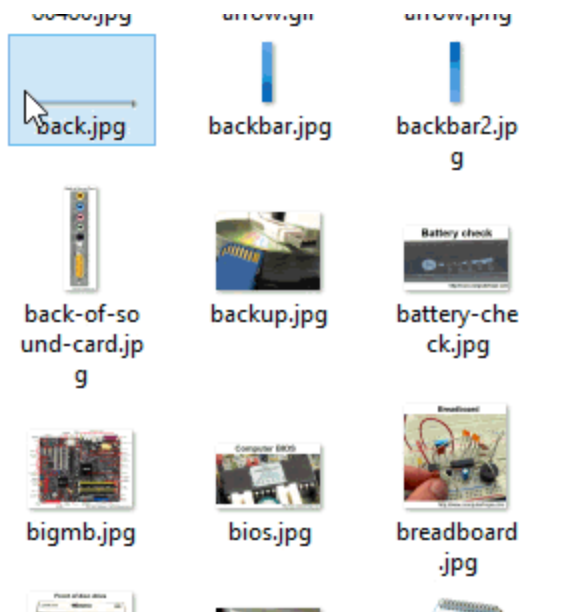 back.jpg
backbar.jpg
backbar2.jp
g
back-of-so
und-card.jp
g
backup.jpg
Battery check
battery-che
ck.jpg
bigmb.jpg
Computer BIOS
bios.jpg
Breadboard
breadboard
.jpg